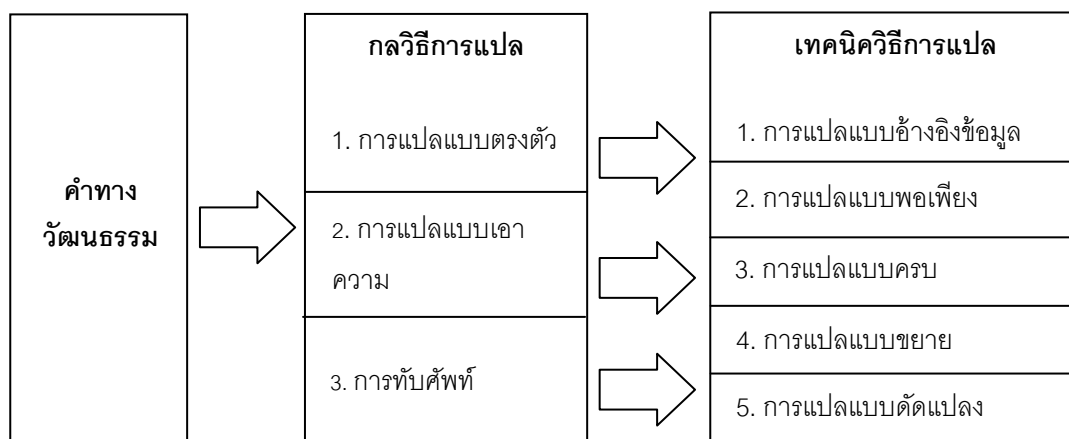 คำทาง
วัฒนธรรม
กลวิธีการแปล
1. การแปลแบบตรงตัว
2. การแปลแบบเอา
ความ
3. การทับศัพท์
เทคนิควิธีการแปล
1. การแปลแบบอ้างอิงข้อมูล
2. การแปลแบบพอเพียง
3. การแปลแบบครบ
4. การแปลแบบขยาย
5. การแปลแบบดัดแปลง